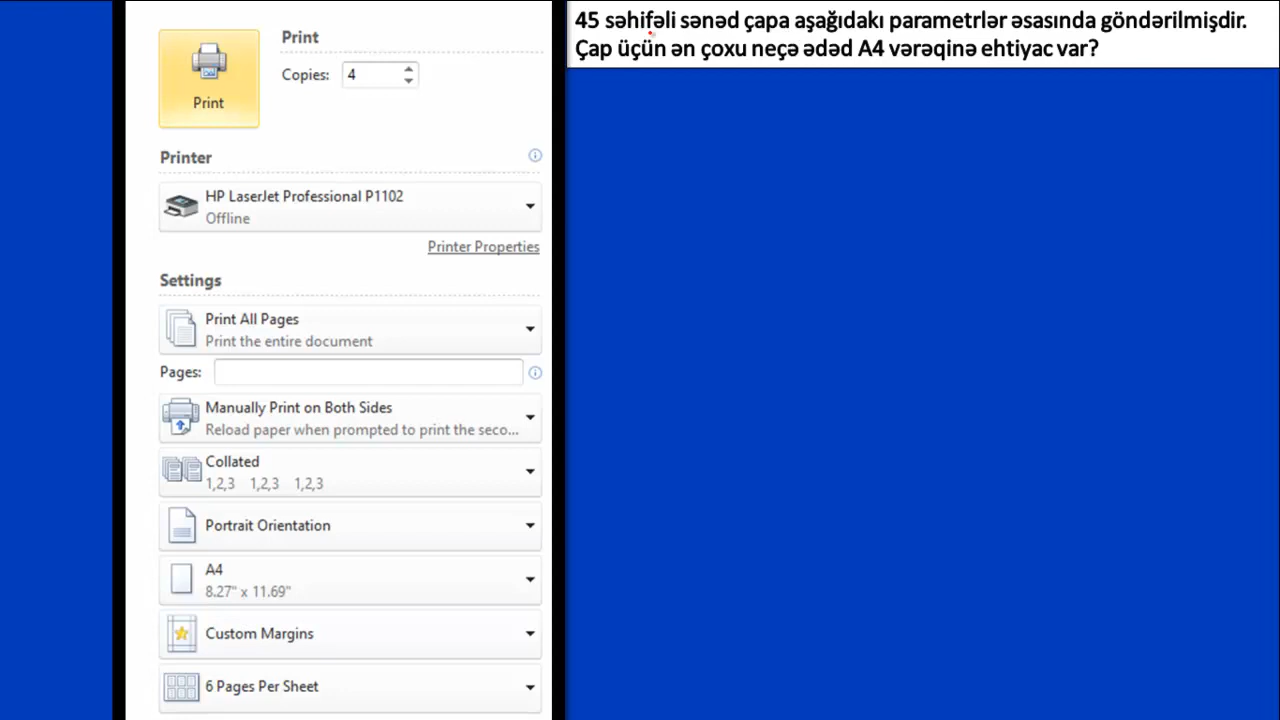 45 səhifəli sənəd çapa aşağıdakı parametrlər əsasında göndərilmişdir.
Çap üçün ən çoxu neçə ədəd A4 vərəqinə ehtiyac var?
Print
Print
Copies: 4
Printer
HP LaserJet Professional P1102
Offline
Printer Properties
Settings
Print All Pages
Print the entire document
Pages:
Manually Print on Both Sides
Reload paper when prompted to print the seco...
Collated
1,2,3 1,2,3 1,2,3
Portrait Orientation
A4
8.27" x 11.69"
Custom Margins
6 Pages Per Sheet